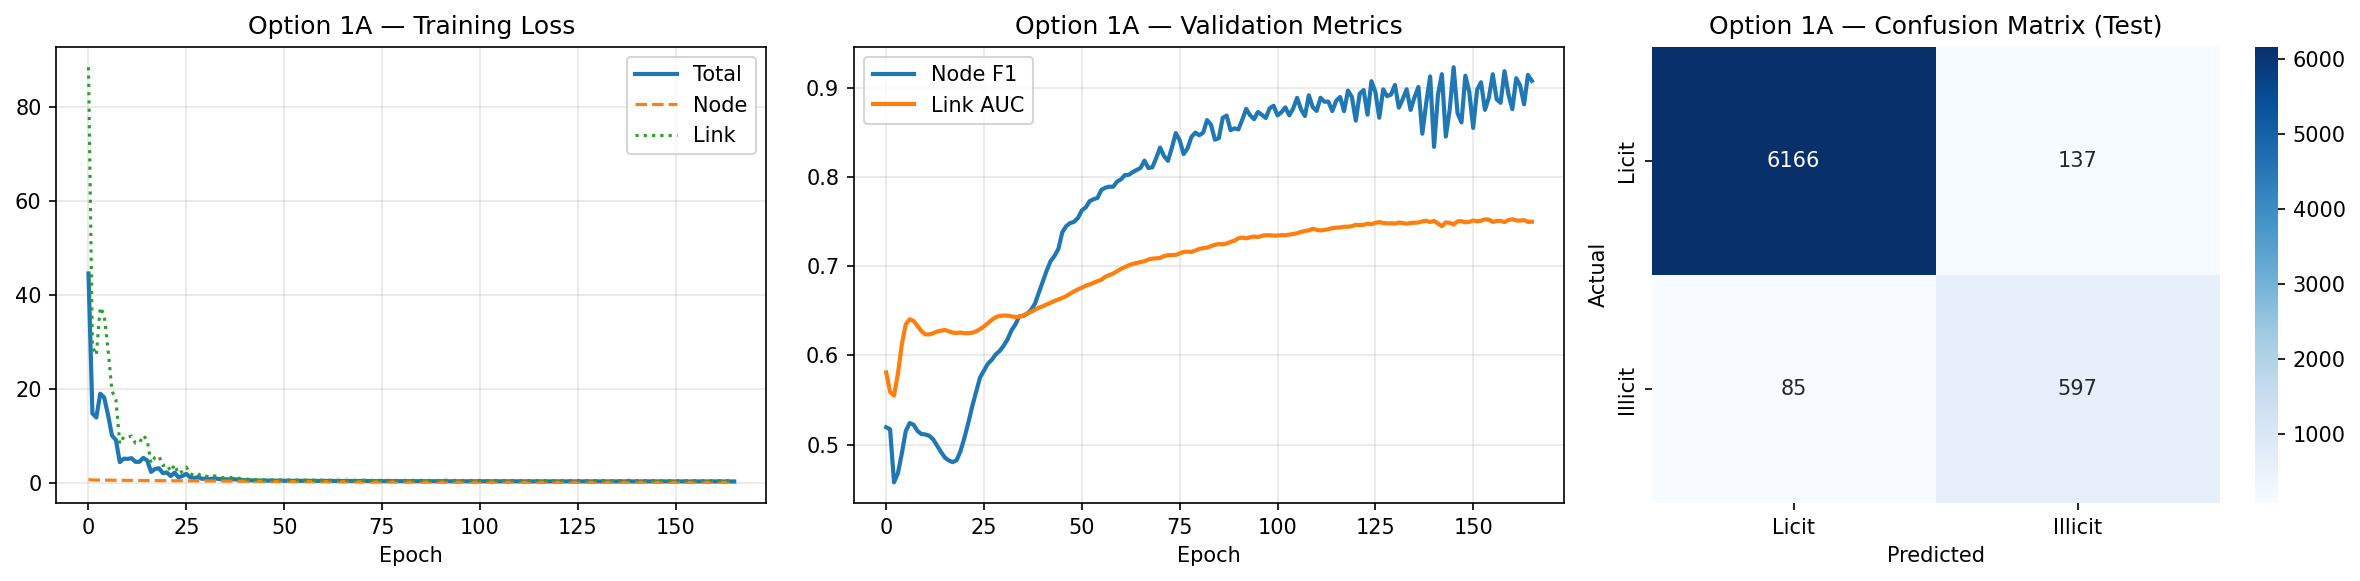 Option 1A — Training Loss
80
60
40
20
0
0 25 50 75 100 125 150
Epoch
Total
Node
Link
Option 1A — Validation Metrics
0.9
0.8
0.7
0.6
0.5
0 25 50 75 100 125 150
Epoch
Node F1
Link AUC
Option 1A — Confusion Matrix (Test)
Actual
Licit
Illicit
6166 137
85 597
Licit Illicit
Predicted
6000
5000
4000
3000
2000
1000